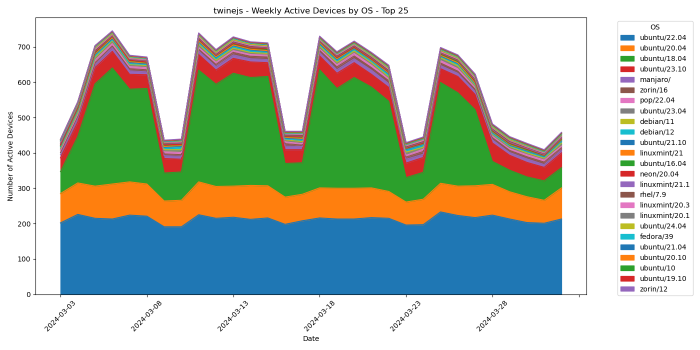 twinejs - Weekly Active Devices by OS - Top 25
Number of Active Devices
700
600
500
400
300
200
100
0
2024-03-03
2024-03-08
2024-03-13
2024-03-18
2024-03-23
2024-03-28
Date
OS
ubuntu/22.04
ubuntu/20.04
ubuntu/18.04
ubuntu/23.10
manjaro/
zorin/16
pop/22.04
ubuntu/23.04
debian/11
debian/12
ubuntu/21.10
linuxmint/21
ubuntu/16.04
neon/20.04
linuxmint/21.1
rhel/7.9
linuxmint/20.3
linuxmint/20.1
ubuntu/24.04
fedora/39
ubuntu/21.04
ubuntu/20.10
ubuntu/10
ubuntu/19.10
zorin/12